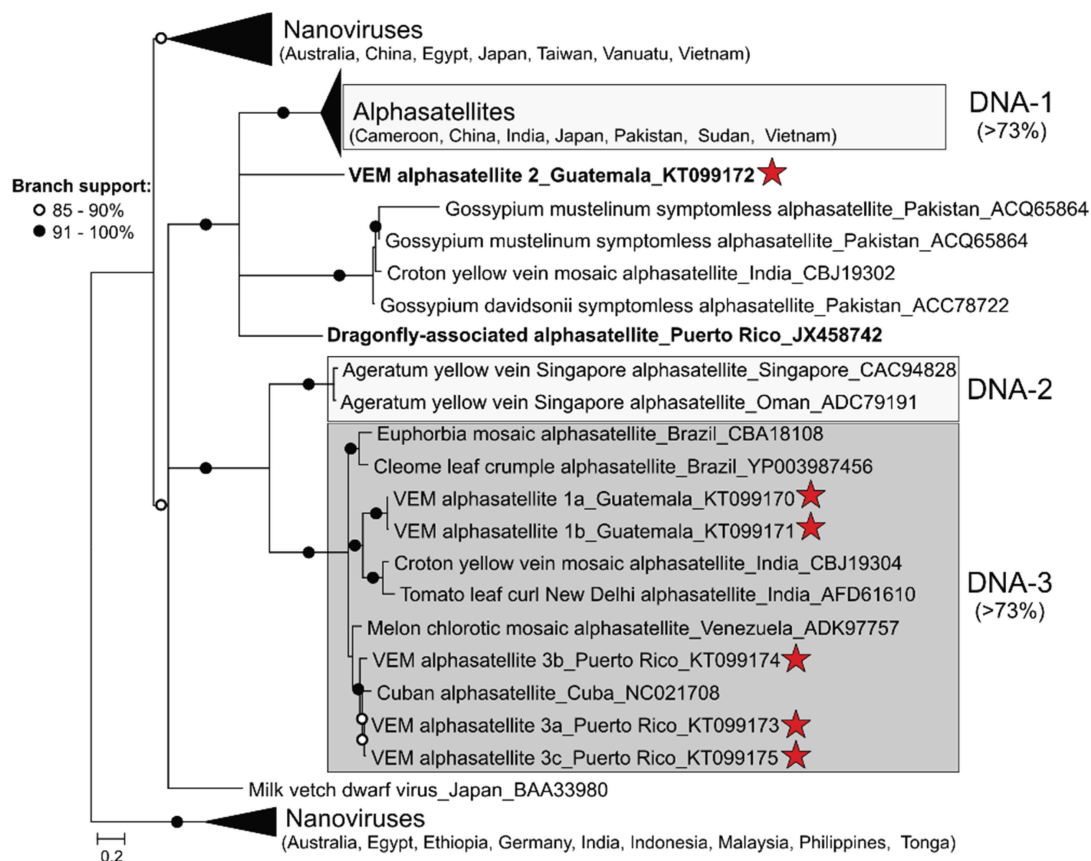 Nanoviruses
(Australia, China, Egypt, Japan, Taiwan, Vanuatu, Vietnam)
Alphasatellites
(Cameroon, China, India, Japan, Pakistan, Sudan, Vietnam)
DNA-1
(>73%)
VEM alphasatellite 2_Guatemala_KT099172
Branch support:
85 - 90%
91 - 100%
Gossypium mustelinum symptomless alphasatellite_Pakistan_ACQ65864
Gossypium mustelinum symptomless alphasatellite_Pakistan_ACQ65864
Croton yellow vein mosaic alphasatellite_India_CBJ19302
Gossypium davidsonii symptomless alphasatellite_Pakistan_ACC78722
Dragonfly-associated alphasatellite_Puerto Rico_JX458742
Ageratum yellow vein Singapore alphasatellite_Singapore_CAC94828
Ageratum yellow vein Singapore alphasatellite_Oman_ADC79191
DNA-2
Euphorbia mosaic alphasatellite_Brazil_CBA18108
Cleome leaf crumple alphasatellite_Brazil_YP003987456
VEM alphasatellite 1a_Guatemala_KT099170
VEM alphasatellite 1b_Guatemala_KT099171
Croton yellow vein mosaic alphasatellite_India_CBJ19304
Tomato leaf curl New Delhi alphasatellite_India_AFD61610
DNA-3
(>73%)
Melon chlorotic mosaic alphasatellite_Venezuela_ADK97757
VEM alphasatellite 3b_Puerto Rico_KT099174
Cuban alphasatellite_Cuba_NC021708
VEM alphasatellite 3a_Puerto Rico_KT099173
VEM alphasatellite 3c_Puerto Rico_KT099175
Milk vetch dwarf virus_Japan_BAA33980
Nanoviruses
(Australia, Egypt, Ethiopia, Germany, India, Indonesia, Malaysia, Philippines, Tonga)
0.2